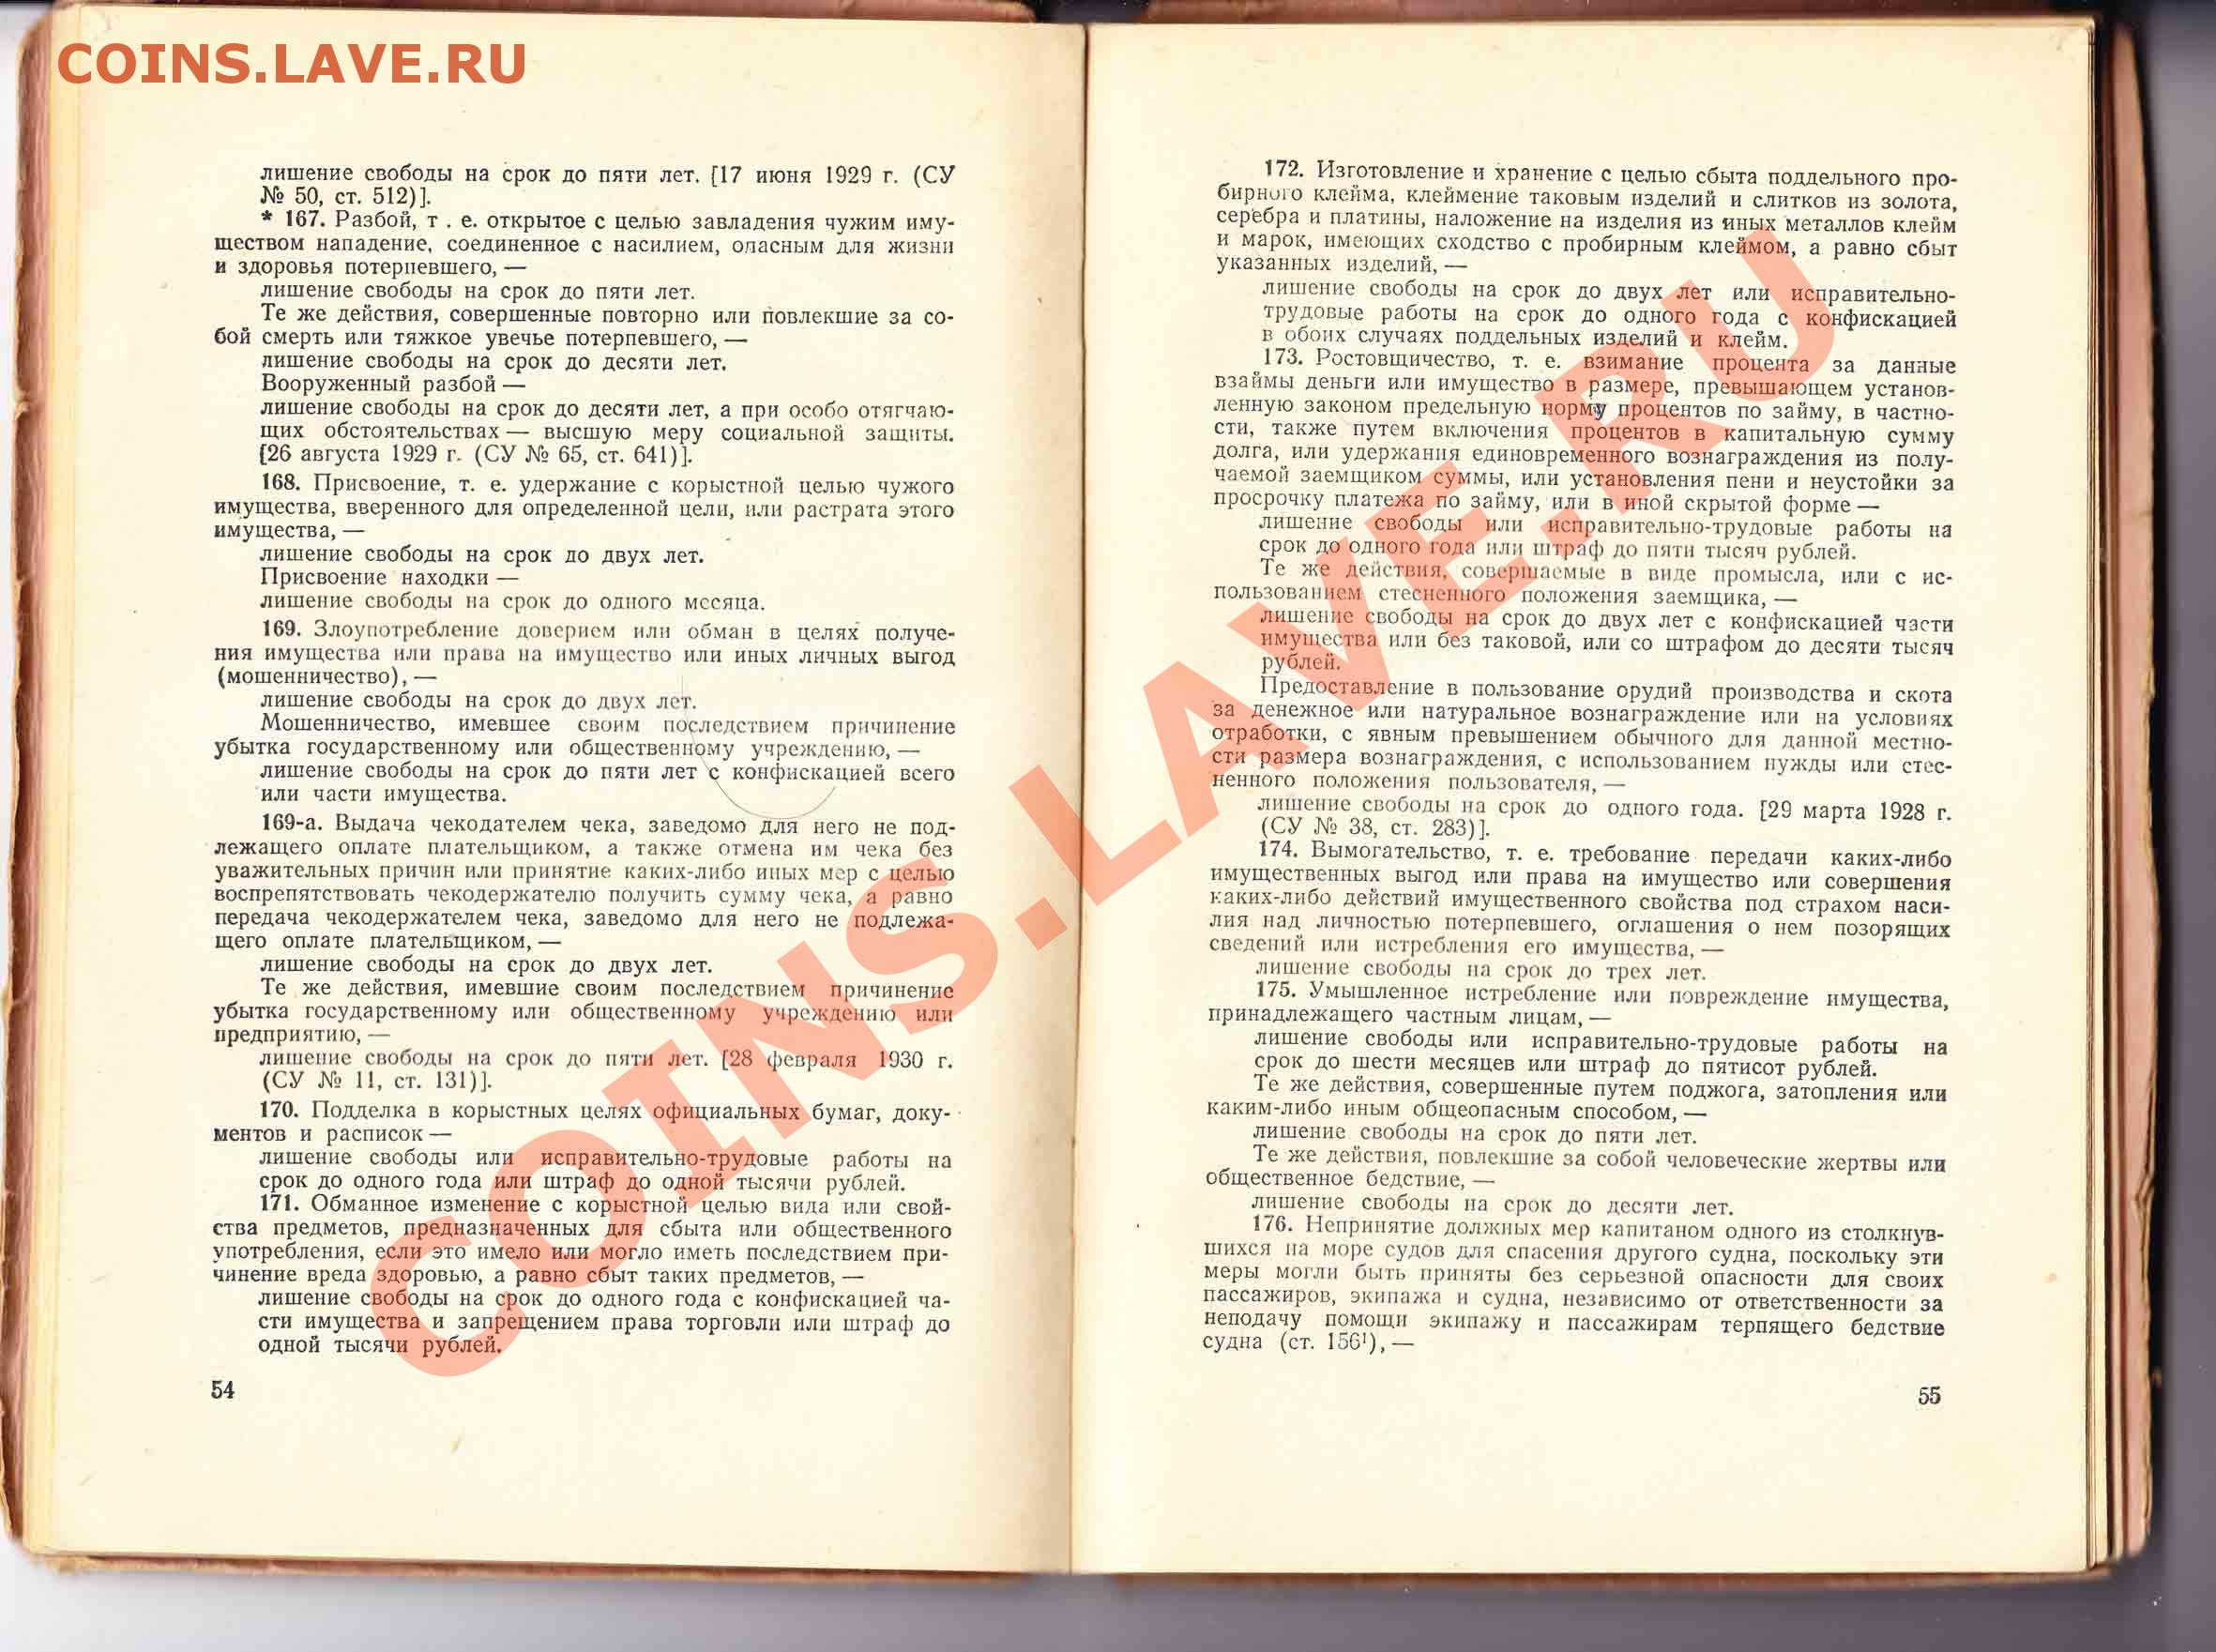 COINS.LAVE.RU
лишение свободы на срок до пяти лет. [17 июня 1929 г. (СУ
№ 50, ст. 512)].
* 167. Разбой, т . е. открытое с целью завладения чужим иму-
ществом нападение, соединенное с насилием, опасным для жизни
и здоровья потерпевшего, —
лишение свободы на срок до пяти лет.
Те же действия, совершенные повторно или повлекшие за со-
бой смерть или тяжкое увечье потерпевшего, —
лишение свободы на срок до десяти лет.
Вооруженный разбой —
лишение свободы на срок до десяти лет, а при особо отягчаю-
щих обстоятельствах — высшую меру социальной защиты.
[26 августа 1929 г. (СУ № 65, ст. 641)].
168. Присвоение, т. е. удержание с корыстной целью чужого
имущества, вверенного для определенной цели, или растрата этого
имущества, —
лишение свободы на срок до двух лет.
Присвоение находки —
лишение свободы на срок до одного месяца.
169. Злоупотребление доверием или обман в целях получе-
ния имущества или права на имущество или иных личных выгод
(мошенничество), —
лишение свободы на срок до двух лет.
Мошенничество, имевшее своим последствием причинение
убытка государственному или общественному учреждению, —
лишение свободы на срок до пяти лет с конфискацией всего
или части имущества.
169-а. Выдача чекодателем чека, заведомо для него не под-
лежащего оплате плательщиком, а также отмена им чека без
уважительных причин или принятие каких-либо иных мер с целью
воспрепятствовать чекодержателю получить сумму чека, а равно
передача чекодержателем чека, заведомо для него не подлежа-
щего оплате плательщиком, —
лишение свободы на срок до двух лет.
Те же действия, имевшие своим последствием причинение
убытка государственному или общественному учреждению или
предприятию, —
лишение свободы на срок до пяти лет. [28 февраля 1930 г.
(СУ № 11, ст. 131)].
170. Подделка в корыстных целях официальных бумаг, доку-
ментов и расписок —
лишение свободы или исправительно-трудовые работы на
срок до одного года или штраф до одной тысячи рублей.
171. Обманное изменение с корыстной целью вида или свой-
ства предметов, предназначенных для сбыта или общественного
употребления, если это имело или могло иметь последствием при-
чинение вреда здоровью, а равно сбыт таких предметов, —
лишение свободы на срок до одного года с конфискацией ча-
сти имущества и запрещением права торговли или штраф до
одной тысячи рублей.
54
172. Изготовление и хранение с целью сбыта поддельного про-
бирного клейма, клеймение таковым изделий и слитков из золота,
серебра и платины, наложение на изделия из иных металлов клейм
и марок, имеющих сходство с пробирным клеймом, а равно сбыт
указанных изделий, —
лишение свободы на срок до двух лет или исправительно-
трудовые работы на срок до одного года с конфискацией
в обоих случаях поддельных изделий и клейм.
173. Ростовщичество, т. е. взимание процента за данные
взаймы деньги или имущество в размере, превышающем установ-
ленную законом предельную норму процентов по займу, в частно-
сти, также путем включения процентов в капитальную сумму
долга, или удержания единовременного вознаграждения из полу-
чаемой заемщиком суммы, или установления пени и неустойки за
просрочку платежа по займу, или в иной скрытой форме —
лишение свободы или исправительно-трудовые работы на
срок до одного года или штраф до пяти тысяч рублей.
Те же действия, совершаемые в виде промысла, или с ис-
пользованием стесненного положения заемщика, —
лишение свободы на срок до двух лет с конфискацией части
имущества или без таковой, или со штрафом до десяти тысяч
рублей.
Предоставление в пользование орудий производства и скота
за денежное или натуральное вознаграждение или на условиях
отработки, с явным превышением обычного для данной местно-
сти размера вознаграждения, с использованием нужды или стес-
ненного положения пользователя, —
лишение свободы на срок до одного года. [29 марта 1928 г.
(СУ № 38, ст. 283)].
174. Вымогательство, т. е. требование передачи каких-либо
имущественных выгод или права на имущество или совершения
каких-либо действий имущественного свойства под страхом наси-
лия над личностью потерпевшего, оглашения о нем позорящих
сведений или истребления его имущества, —
лишение свободы на срок до трех лет.
175. Умышленное истребление или повреждение имущества,
принадлежащего частным лицам, —
лишение свободы или исправительно-трудовые работы на
срок до шести месяцев или штраф до пятисот рублей.
Те же действия, совершенные путем поджога, затопления или
каким-либо иным общеопасным способом, —
лишение свободы на срок до пяти лет.
Те же действия, повлекшие за собой человеческие жертвы или
общественное бедствие, —
лишение свободы на срок до десяти лет.
176. Непринятие должных мер капитаном одного из столкнув-
шихся на море судов для спасения другого судна, поскольку эти
меры могли быть приняты без серьезной опасности для своих
пассажиров, экипажа и судна, независимо от ответственности за
неподачу помощи экипажу и пассажирам терпящего бедствие
судна (ст. 156¹), —
55
COINS.LAVE.RU